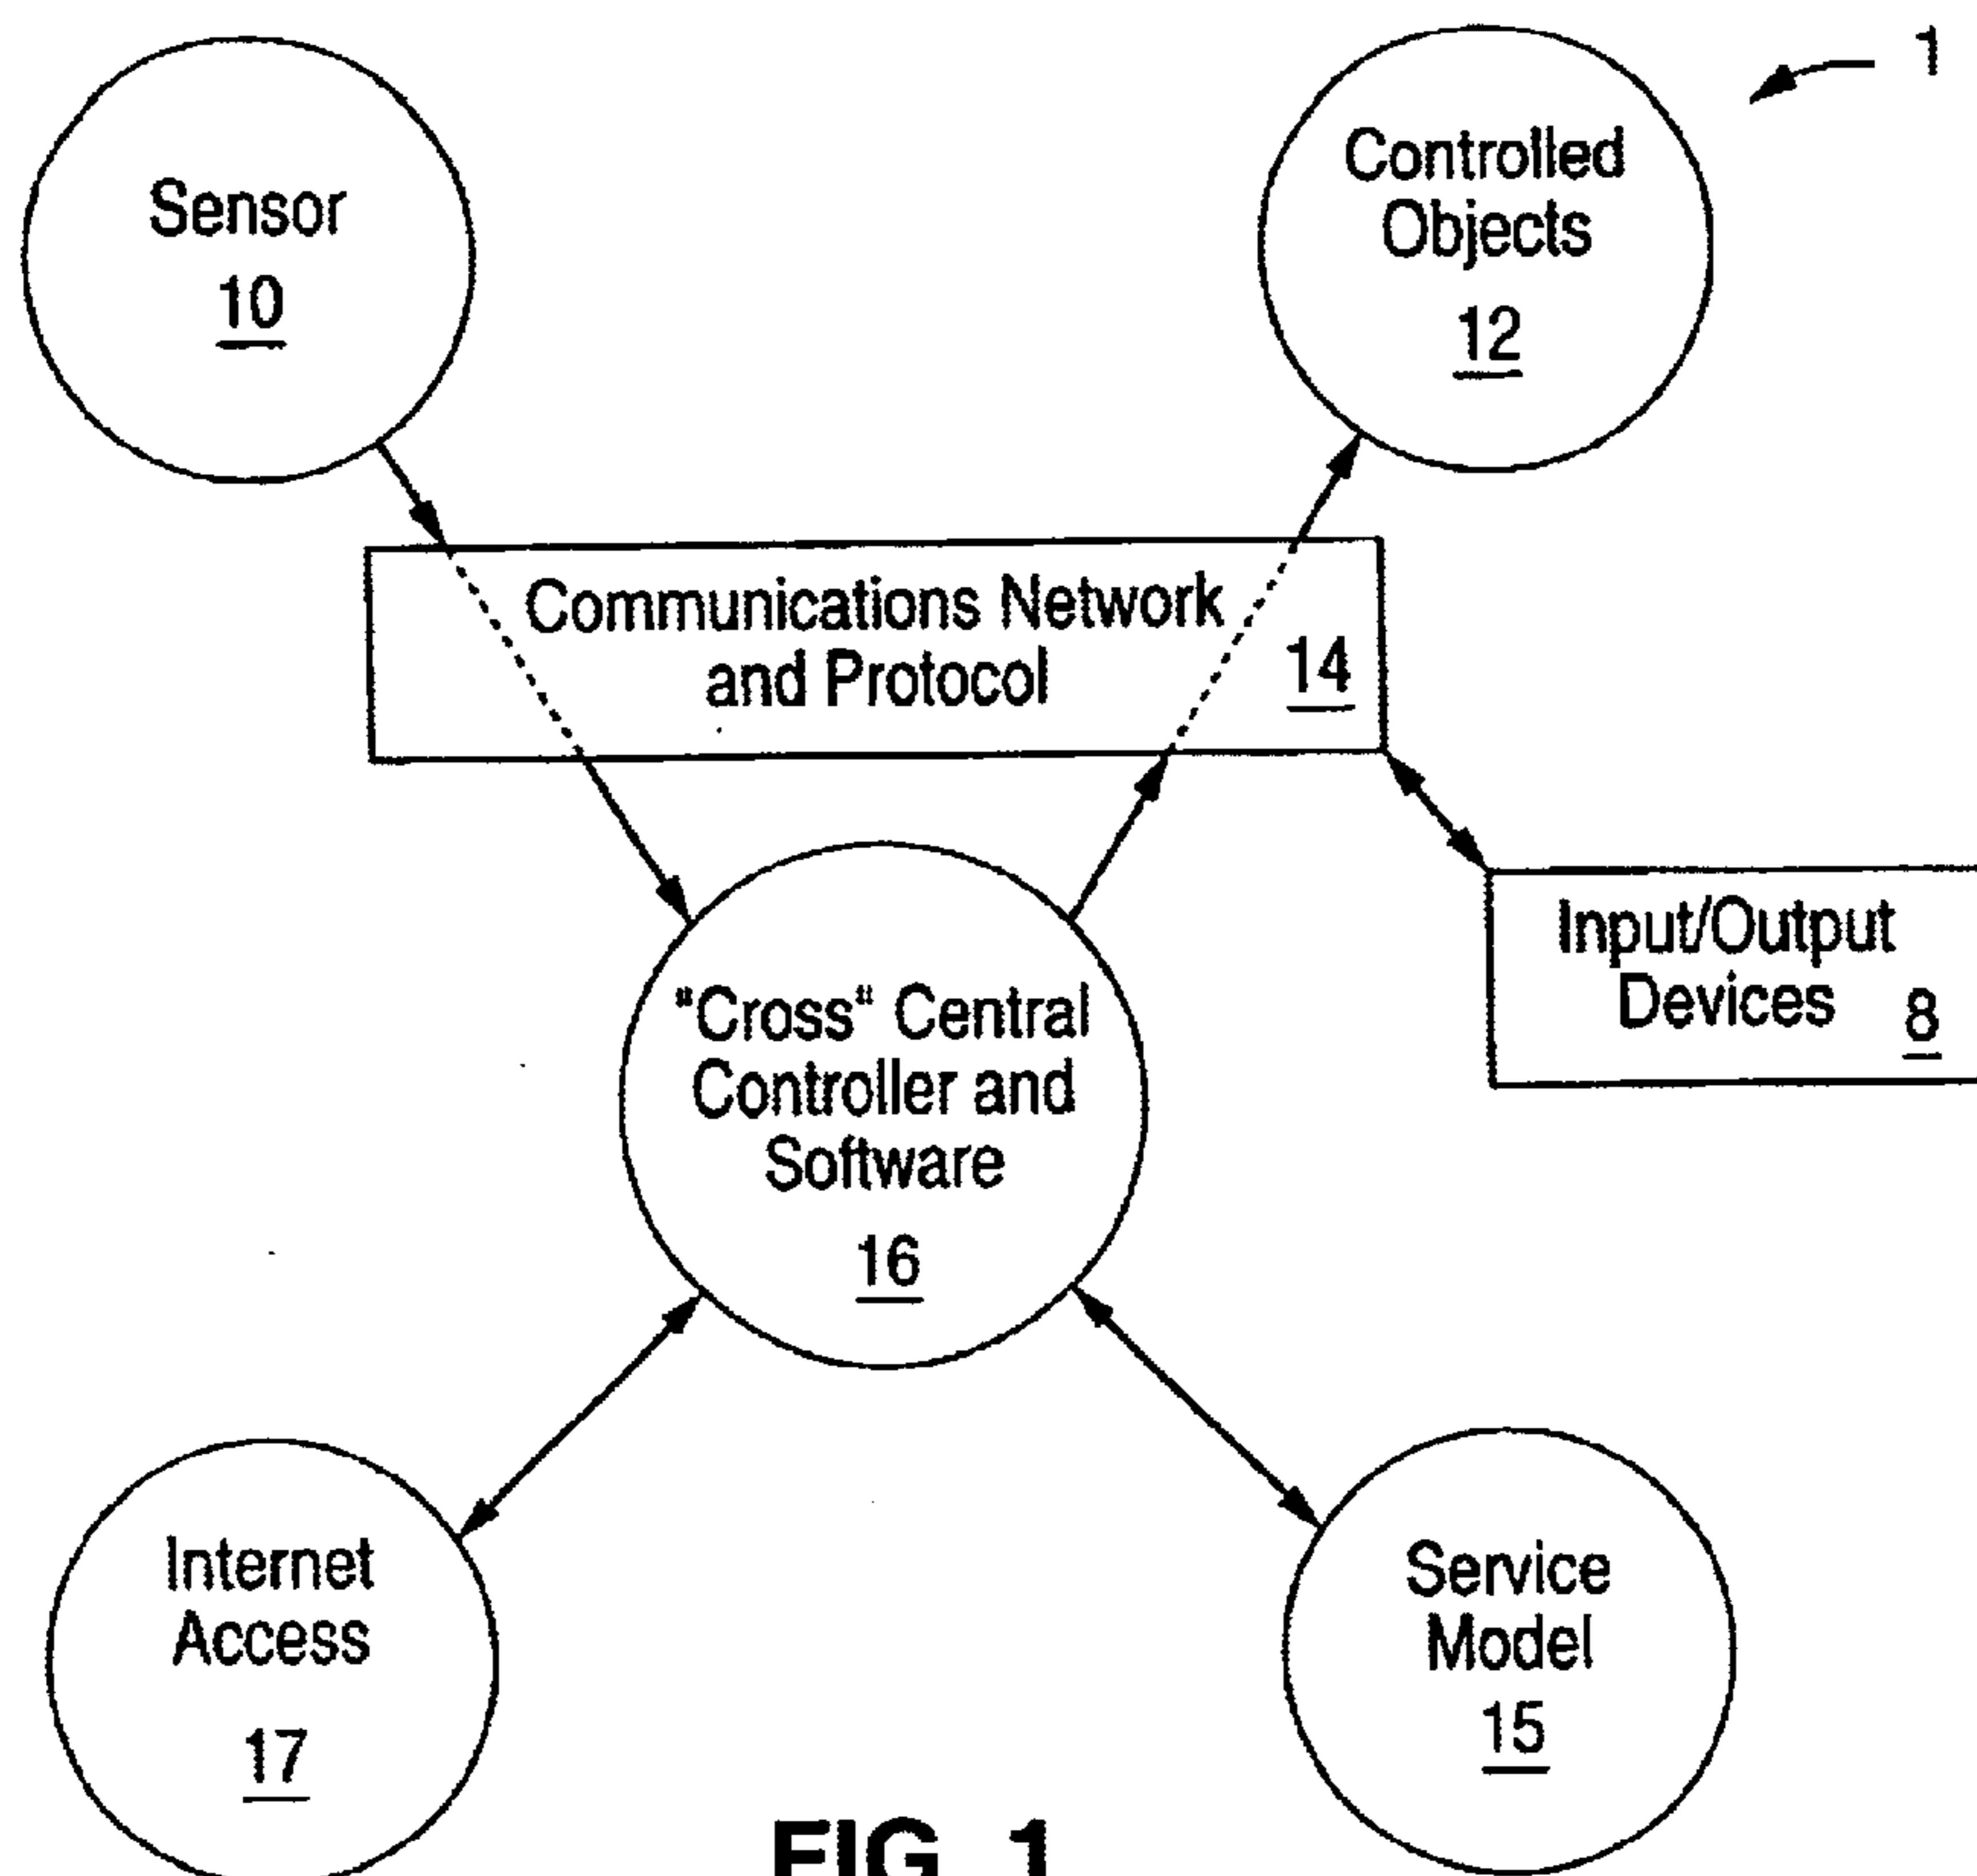 1
Sensor
10
Controlled
Objects
12
Communications Network
and Protocol
14
Input/Output
Devices
8
"Cross" Central
Controller and
Software
16
Internet
Access
17
Service
Model
15
FIG. 1